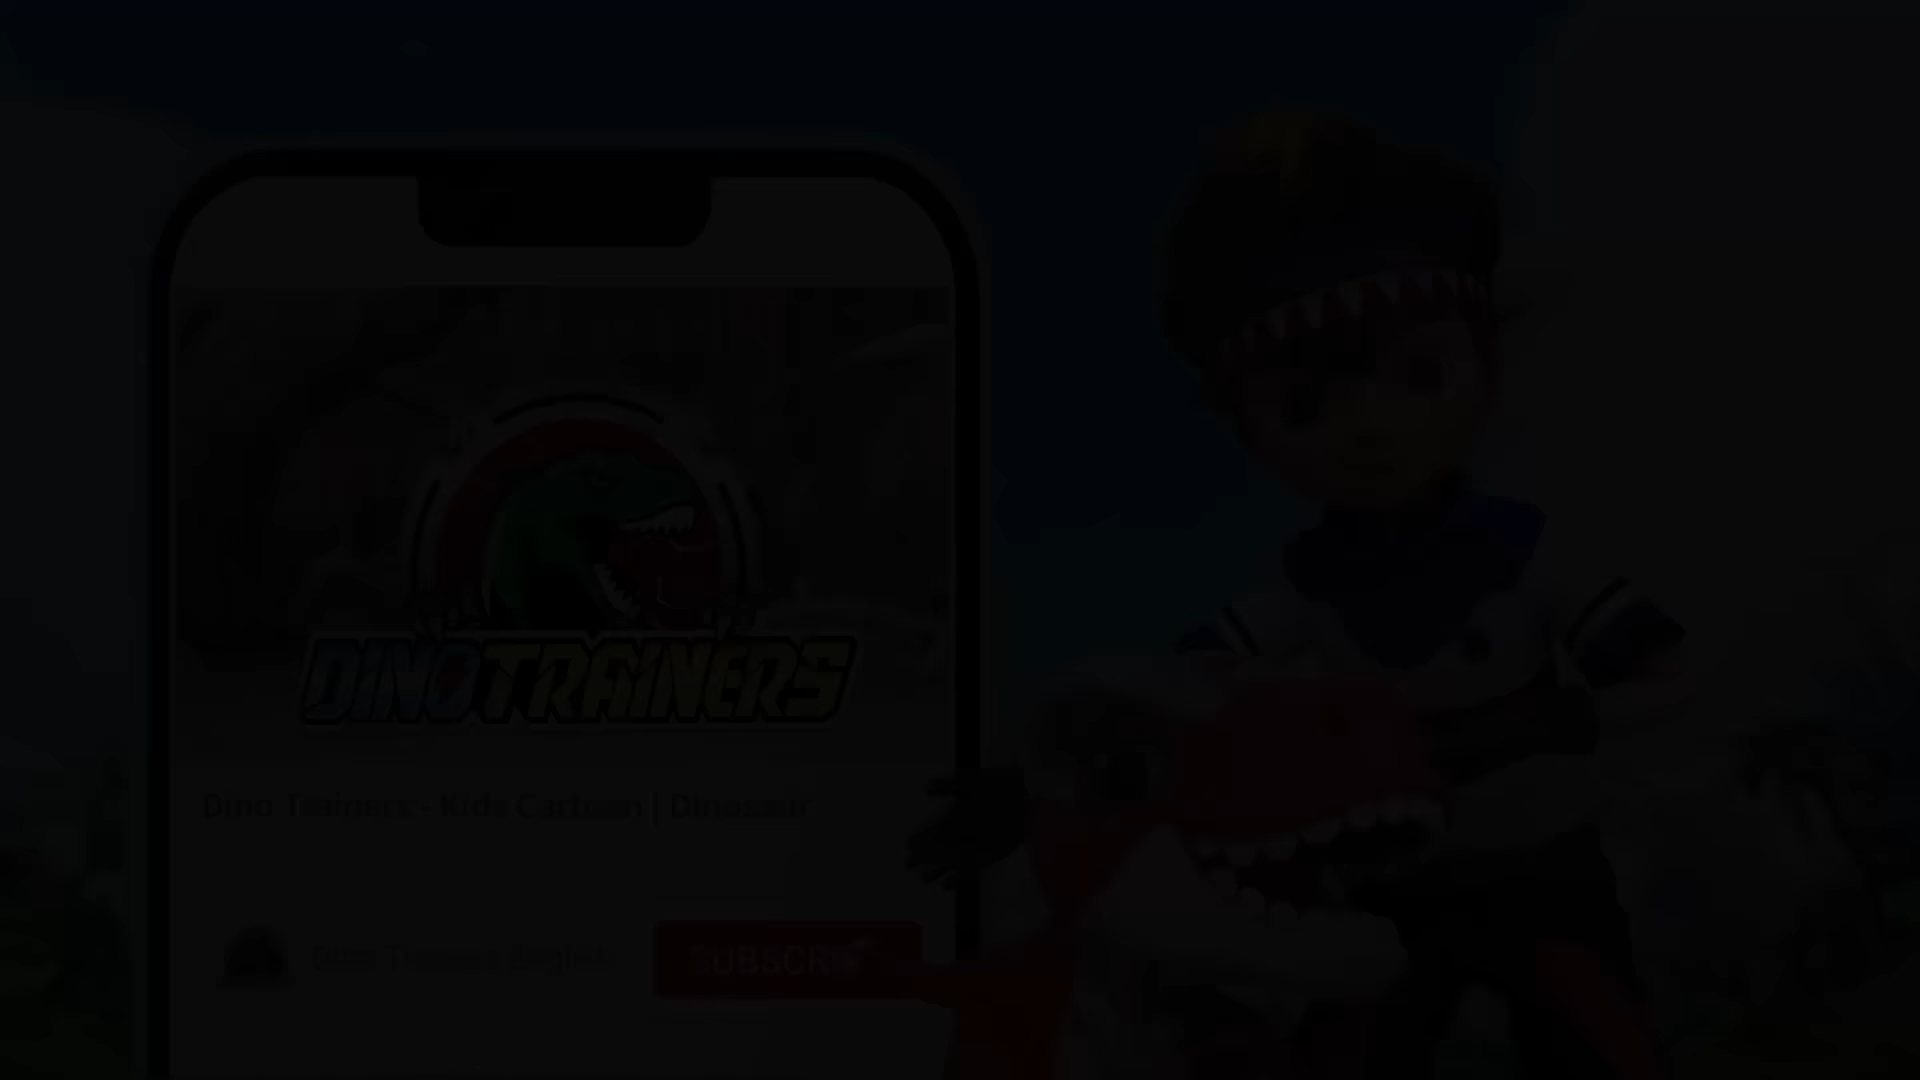 DINOTRAINERS
Dino Trainers - Kids Cartoon | Dinosaur
Dino Trainers English
SUBSCRIBE